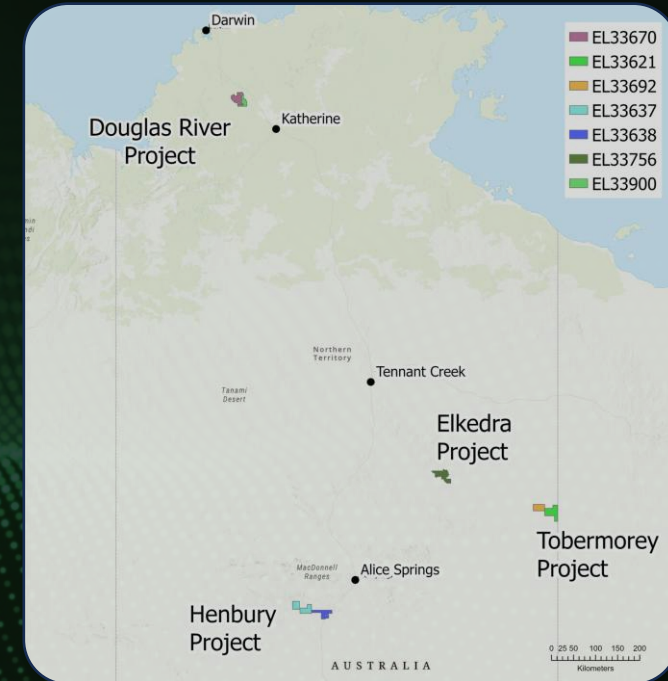 Darwin
EL33670
EL33621
EL33692
EL33637
EL33638
EL33756
EL33900
Douglas River
Project
Katherine
Northern
Territory
Tennant Creek
Tanami
Desert
Elkedra
Project
Tobermorey
Project
MacDonnell
Ranges
Alice Springs
Henbury
Project
AUSTRALIA
0 25 50 100 150 200
Kilometers